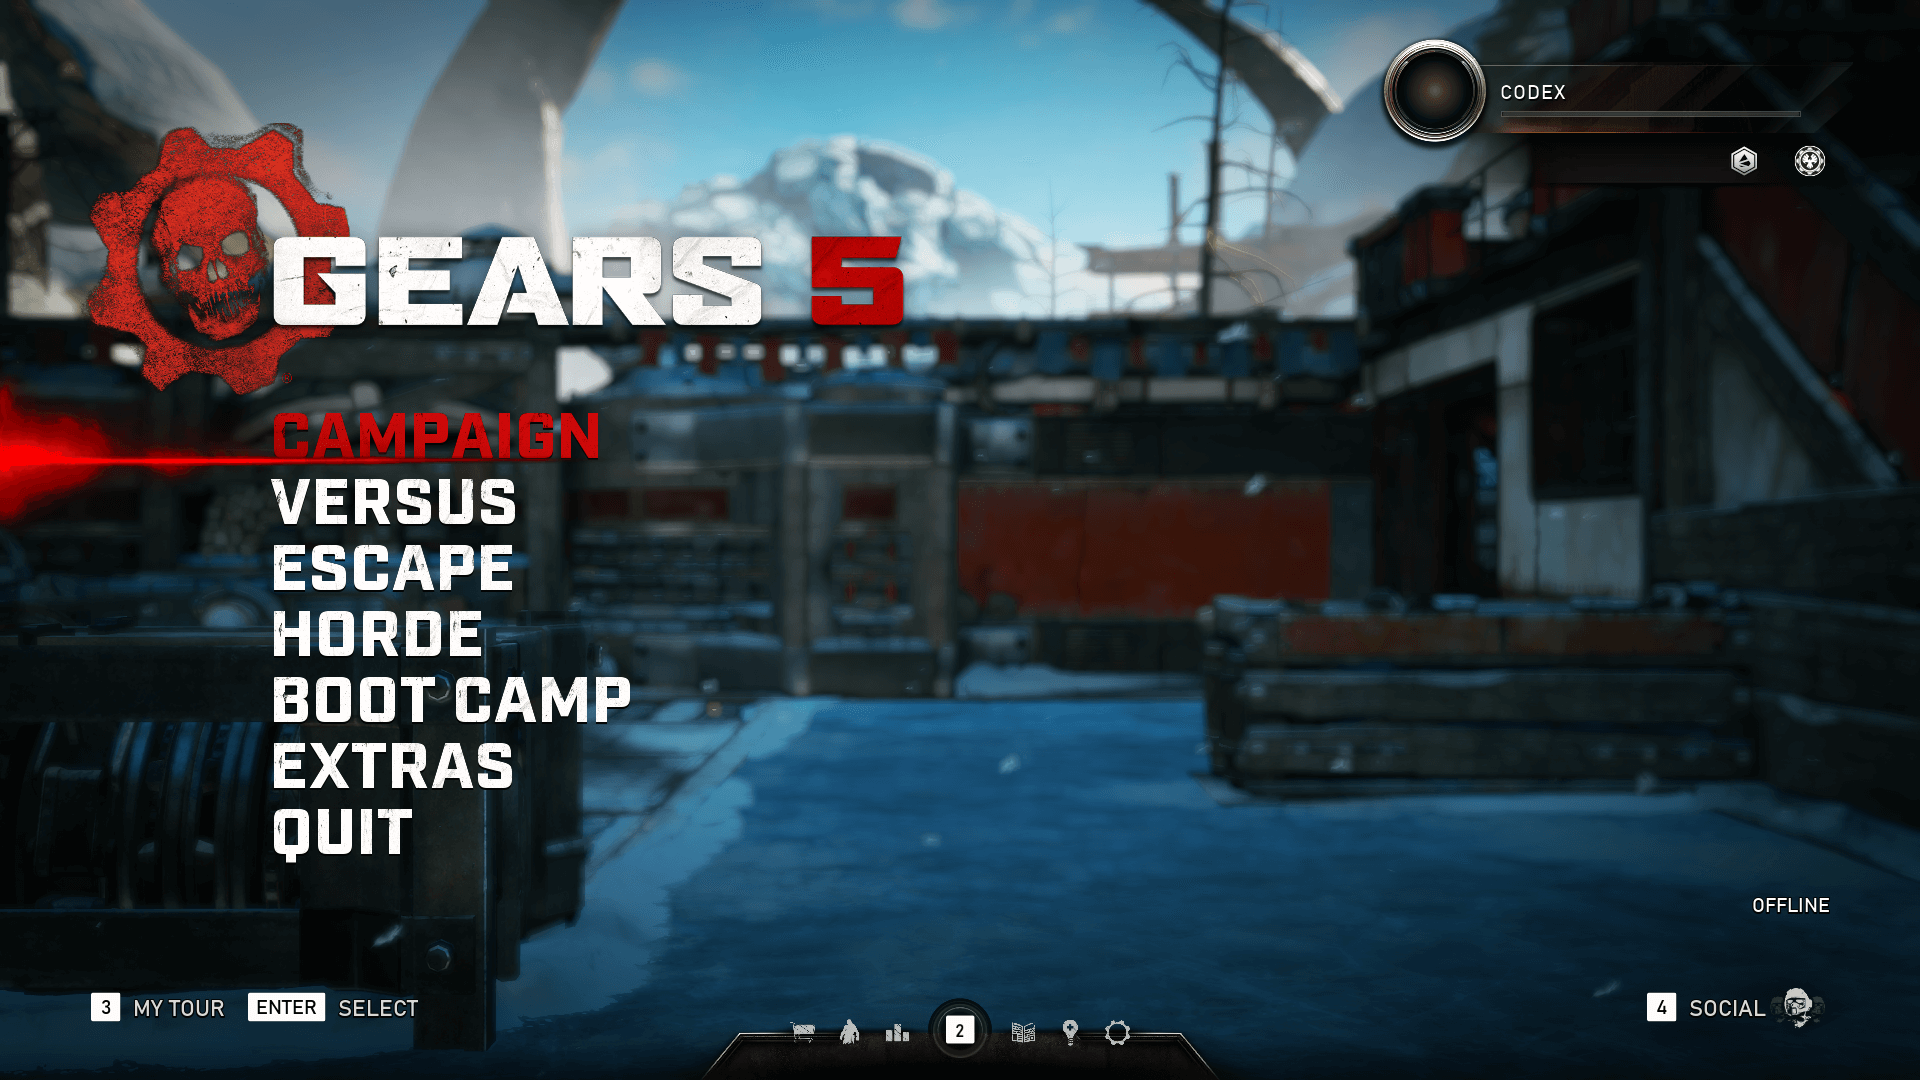 CODEX
GEARS 5
CAMPAIGN
VERSUS
ESCAPE
HORDE
BOOT CAMP
EXTRAS
QUIT
OFFLINE
3 MY TOUR ENTER SELECT
2
4 SOCIAL